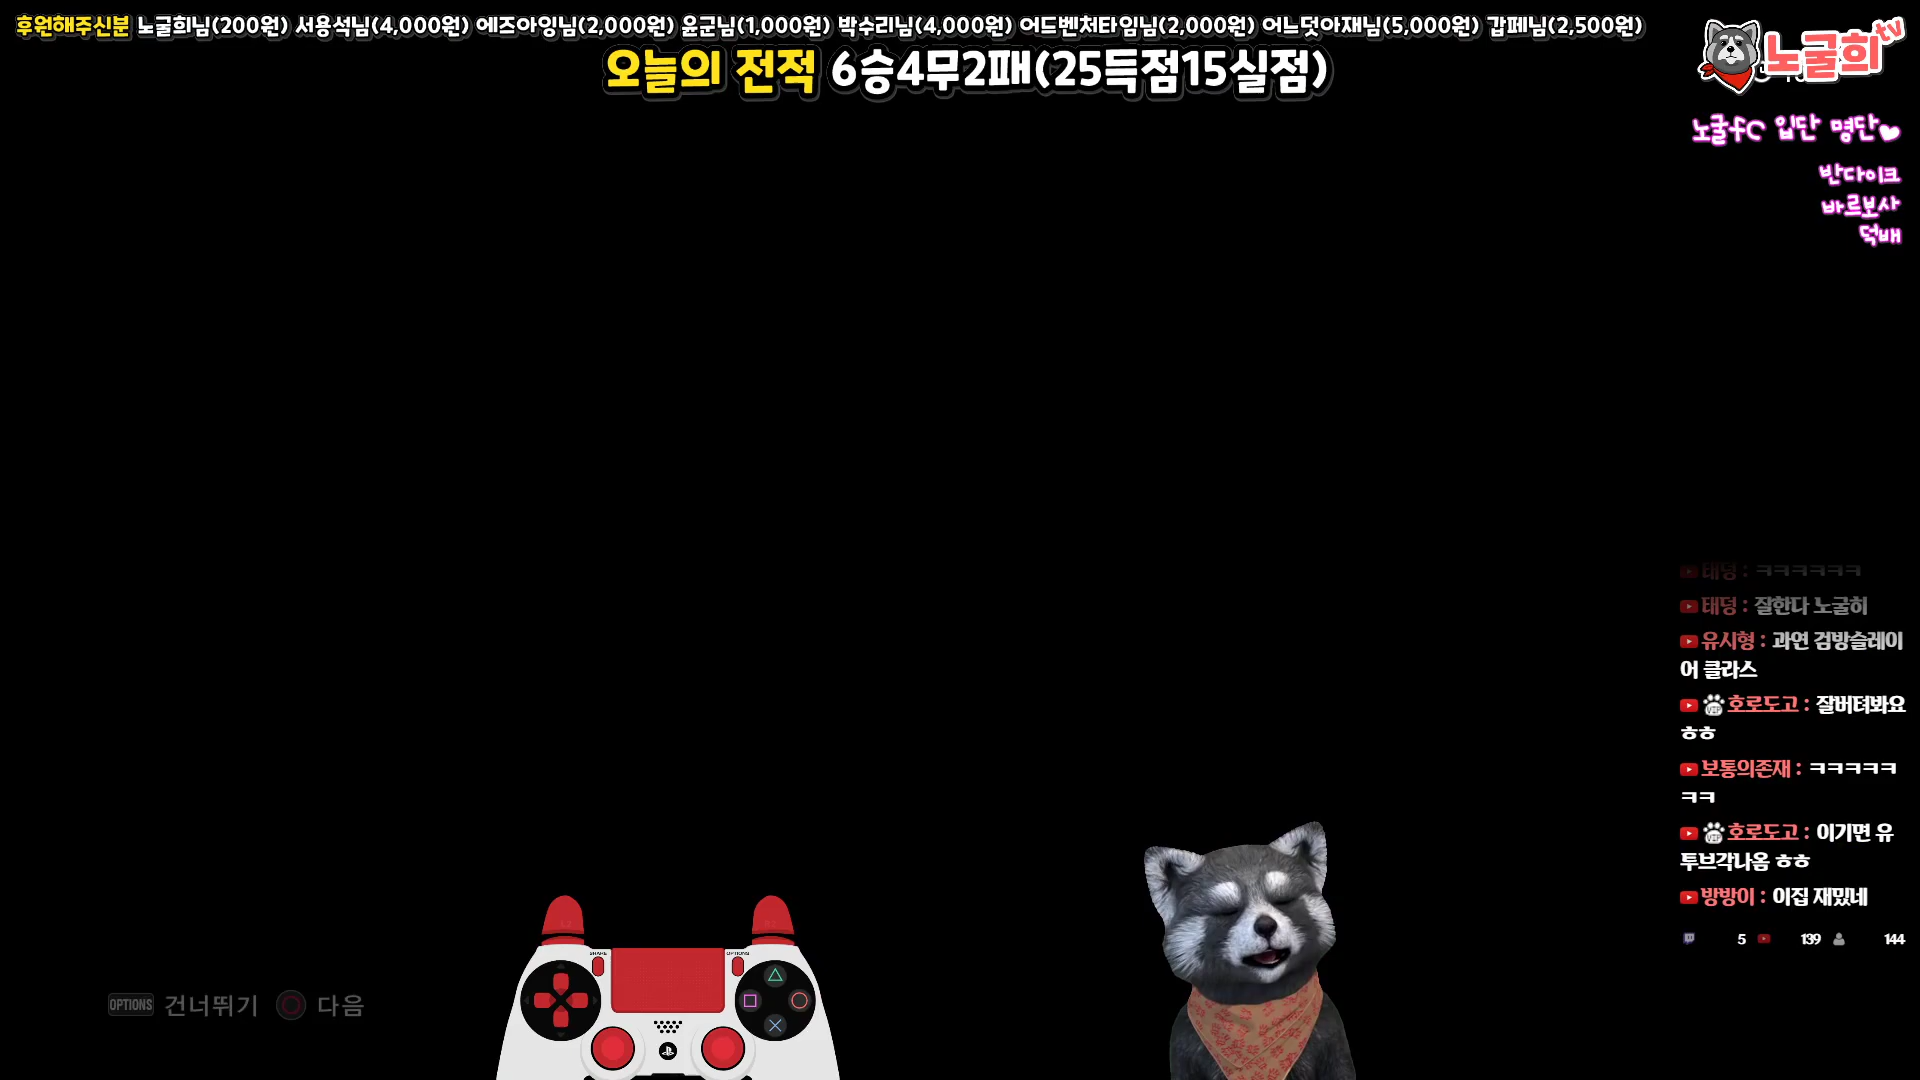 후원해주신분 노굴희님(200원) 서용석님(4,000원) 에즈아잉님(2,000원) 윤군님(1,000원) 박수리님(4,000원) 어드벤처타임님(2,000원) 어느덧아재님(5,000원) 갑페님(2,500원)
오늘의 전적 6승4무2패(25득점15실점)
노굴희tv
노굴fC 입단 명단
반다이크
바르보사
덕배
태덩 : ㅋㅋㅋㅋㅋㅋ
태덩 : 잘한다 노굴히
유시형 : 과연 검방슬레이
어 클라스
VIP 호로도고 : 잘버텨봐요
ㅎㅎ
보통의존재 : ㅋㅋㅋㅋㅋ
ㅋㅋ
VIP 호로도고 : 이기면 유
투브각나옴 ㅎㅎ
방방이 : 이집 재밌네
5 139 144
SHARE OPTIONS
OPTIONS 건너뛰기 다음